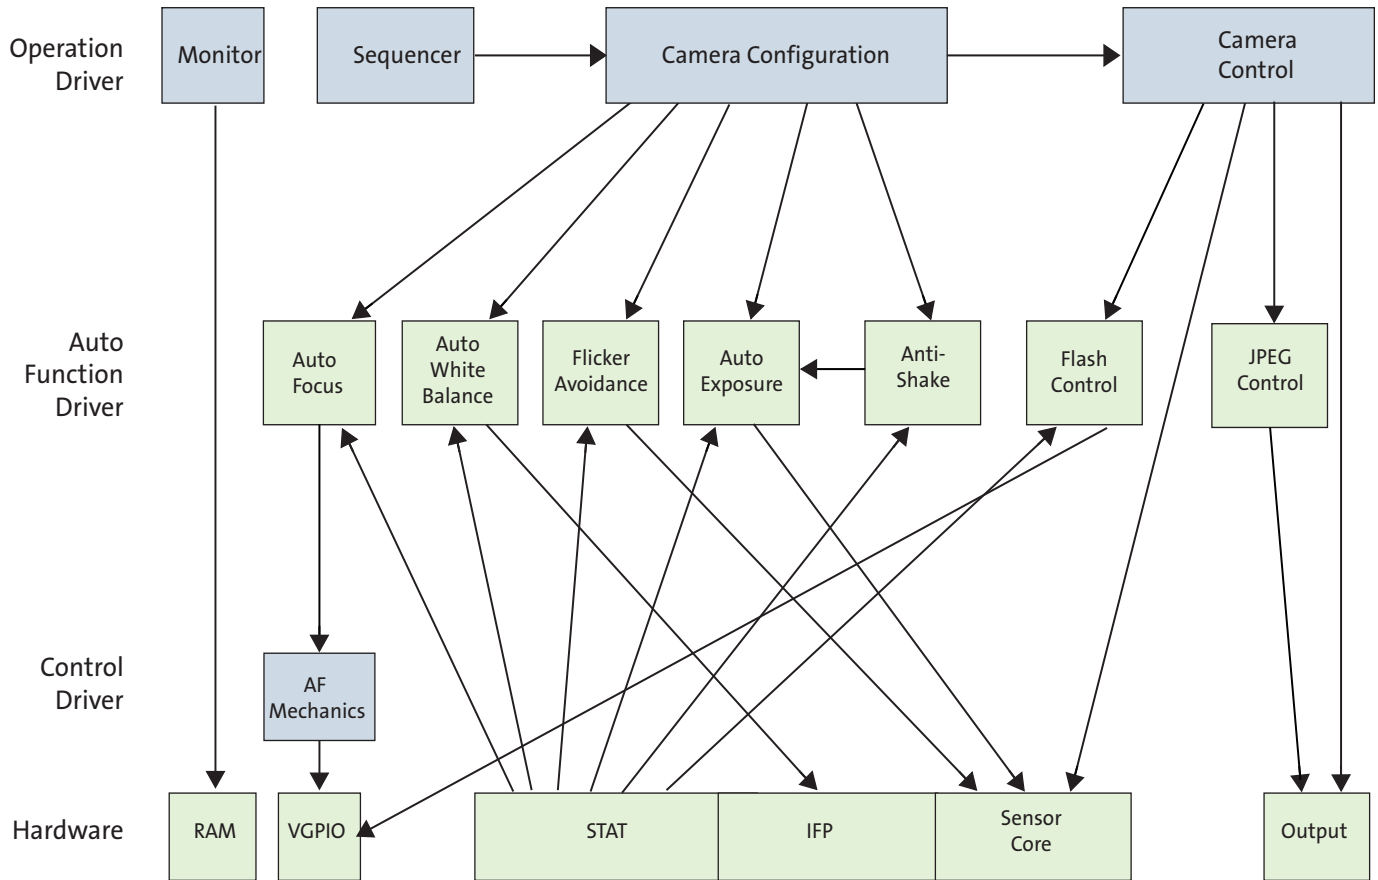 Operation
Driver
Monitor
Sequencer
Camera Configuration
Camera
Control
Auto
Function
Driver
Auto
Focus
Auto
White
Balance
Flicker
Avoidance
Auto
Exposure
Anti-
Shake
Flash
Control
JPEG
Control
Control
Driver
AF
Mechanics
Hardware
RAM
VGPIO
STAT
IFP
Sensor
Core
Output